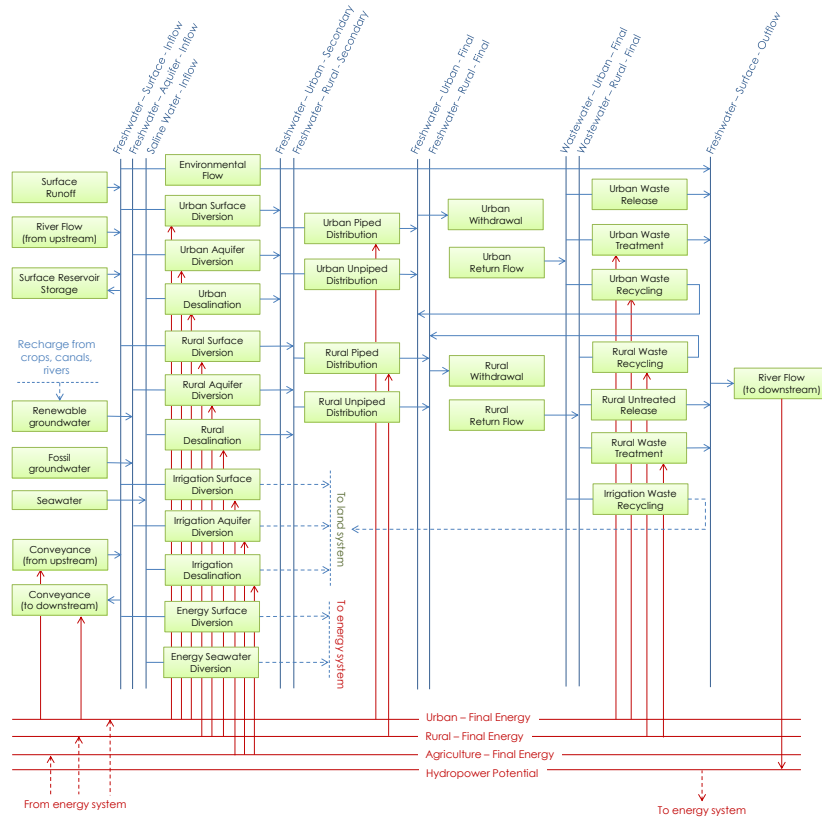 Freshwater – Surface - Inflow
Freshwater – Aquifer - Inflow
Saline Water - Inflow
Freshwater – Urban - Secondary
Freshwater – Rural - Secondary
Freshwater – Urban - Final
Freshwater – Rural - Final
Wastewater – Urban - Final
Wastewater – Rural - Final
Freshwater – Surface - Outflow
Surface
Runoff
River Flow
(from upstream)
Surface Reservoir
Storage
Recharge from
crops, canals,
rivers
Renewable
groundwater
Fossil
groundwater
Seawater
Conveyance
(from upstream)
Conveyance
(to downstream)
Environmental
Flow
Urban Surface
Diversion
Urban Aquifer
Diversion
Urban
Desalination
Rural Surface
Diversion
Rural Aquifer
Diversion
Rural
Desalination
Irrigation Surface
Diversion
Irrigation Aquifer
Diversion
Irrigation
Desalination
Energy Surface
Diversion
Energy Seawater
Diversion
Urban Piped
Distribution
Urban Unpiped
Distribution
Rural Piped
Distribution
Rural Unpiped
Distribution
To land system
To energy system
Urban
Withdrawal
Urban
Return Flow
Rural
Withdrawal
Rural
Return Flow
Urban Waste
Release
Urban Waste
Treatment
Urban Waste
Recycling
Rural Waste
Recycling
Rural Untreated
Release
Rural Waste
Treatment
Irrigation Waste
Recycling
River Flow
(to downstream)
Urban – Final Energy
Rural – Final Energy
Agriculture – Final Energy
Hydropower Potential
From energy system
To energy system